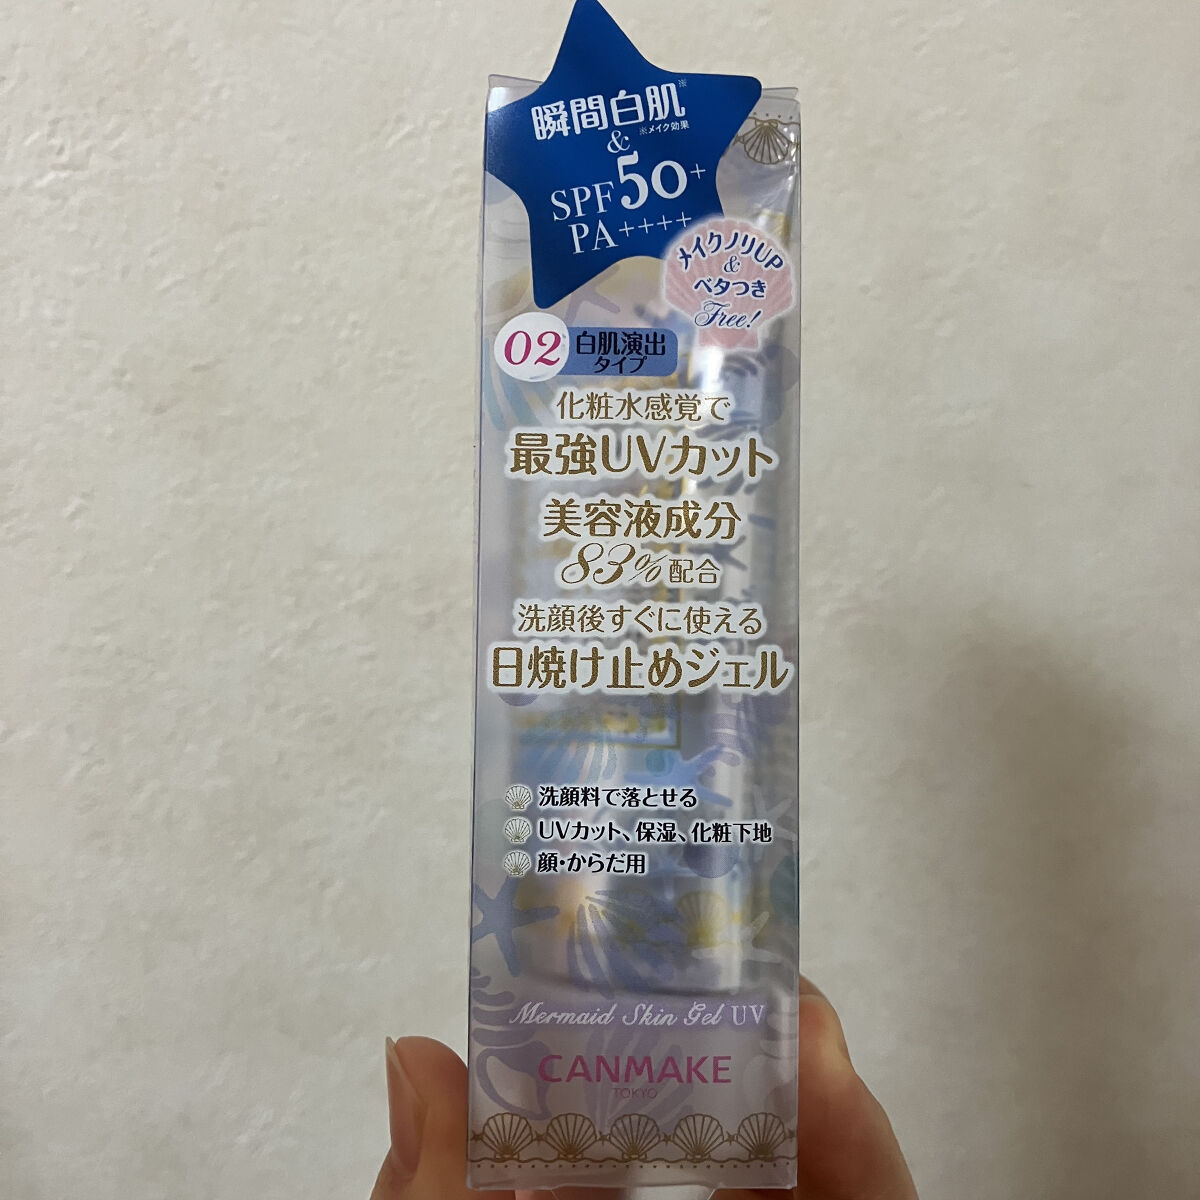 瞬間白肌※
※メイク効果
&
SPF50+
PA++++
メイクノリUP
&
ベタつき
Free!
02 白肌演出
タイプ
化粧水感覚で
最強UVカット
美容液成分
83%配合
洗顔後すぐに使える
日焼け止めジェル
洗顔料で落とせる
UVカット、保湿、化粧下地
顔・からだ用
Mermaid Skin Gel UV
CANMAKE
TOKYO